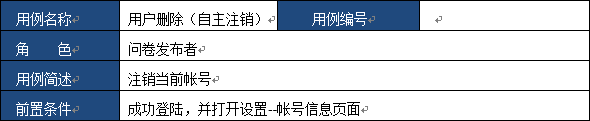 用例名称 用户删除（自主注销） 用例编号
角 色 问卷发布者
用例简述 注销当前帐号
前置条件 成功登陆，并打开设置--帐号信息页面